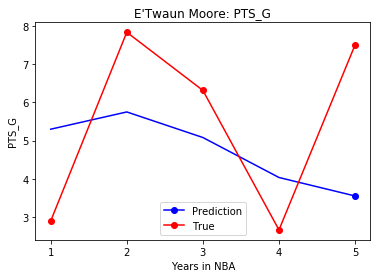 E'Twaun Moore: PTS_G
PTS_G
8
7
6
5
4
3
Prediction
True
1 2 3 4 5
Years in NBA